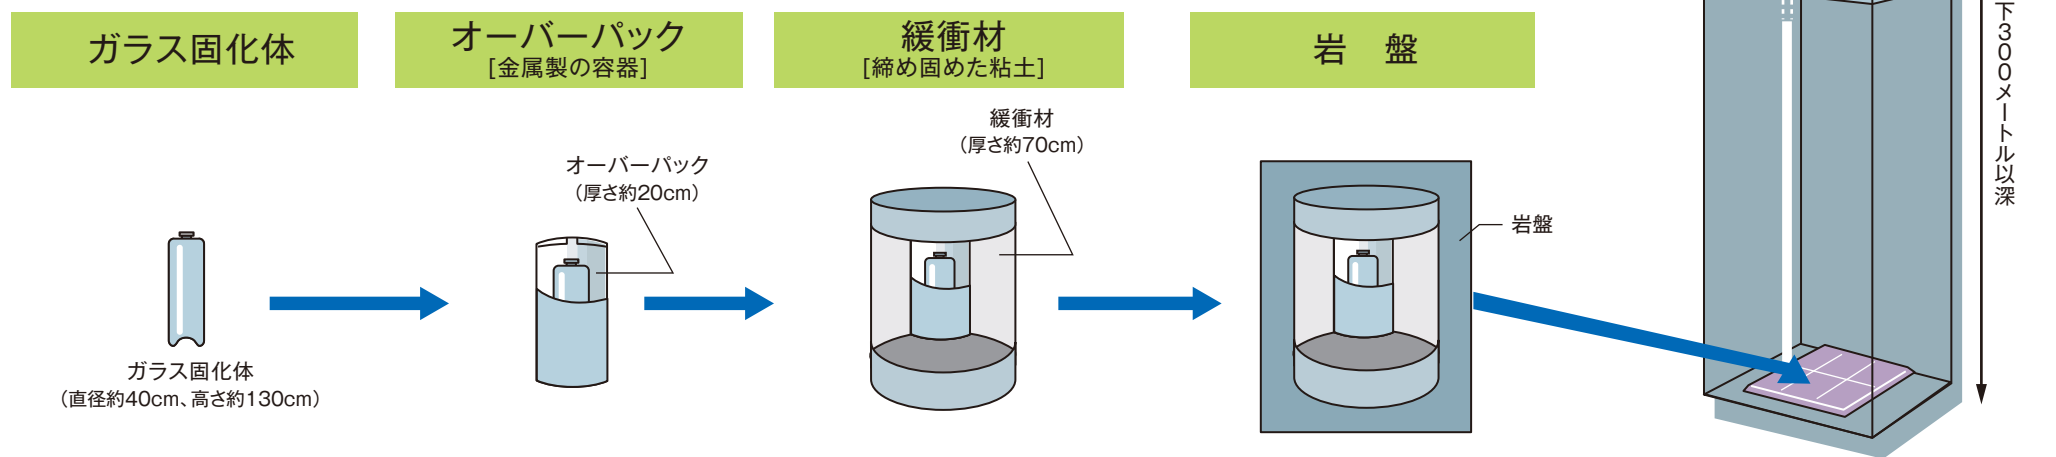 ガラス固化体
オーバーパック
[金属製の容器]
緩衝材
[締め固めた粘土]
岩 盤
オーバーパック
（厚さ約20cm）
緩衝材
（厚さ約70cm）
岩盤
ガラス固化体
（直径約40cm、高さ約130cm）
下300メートル以深